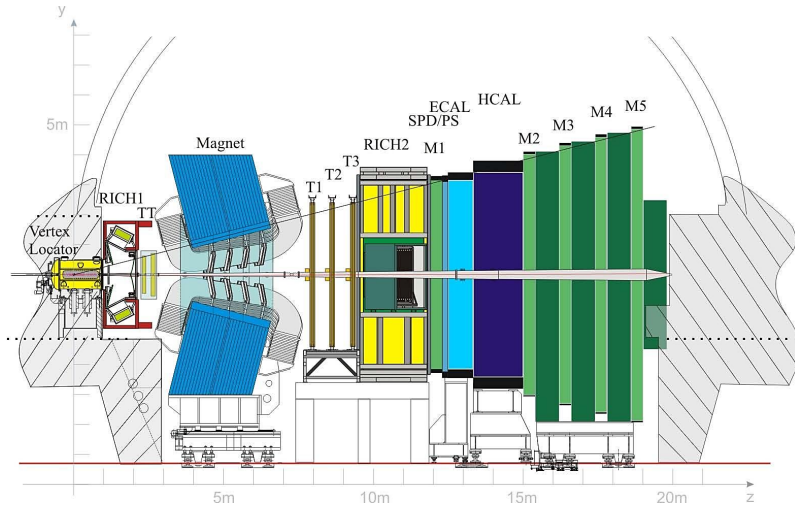 y
5m
HCAL
ECAL
SPD/PS
M5
M4
M3
M2
M1
RICH2
T3
T2
T1
Magnet
RICH1
TT
Vertex
Locator
5m
10m
15m
20m
z